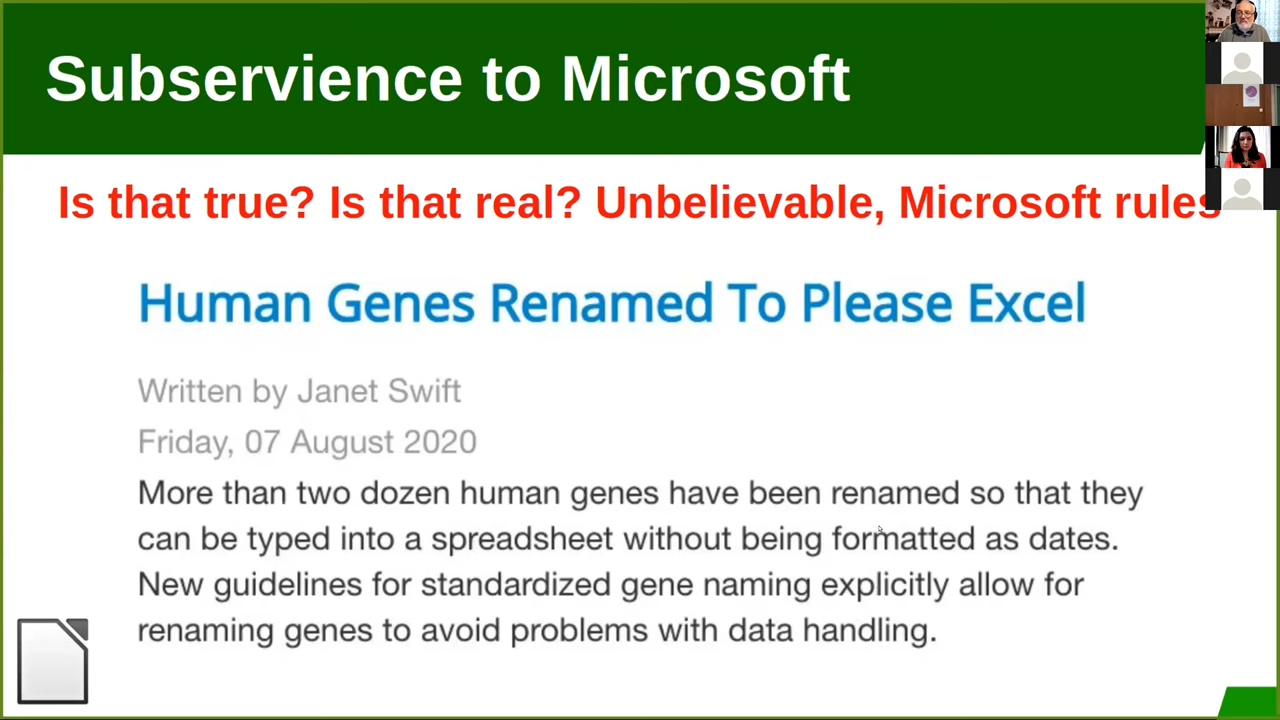 Subservience to Microsoft
Is that true? Is that real? Unbelievable, Microsoft rules
Human Genes Renamed To Please Excel
Written by Janet Swift
Friday, 07 August 2020
More than two dozen human genes have been renamed so that they
can be typed into a spreadsheet without being formatted as dates.
New guidelines for standardized gene naming explicitly allow for
renaming genes to avoid problems with data handling.